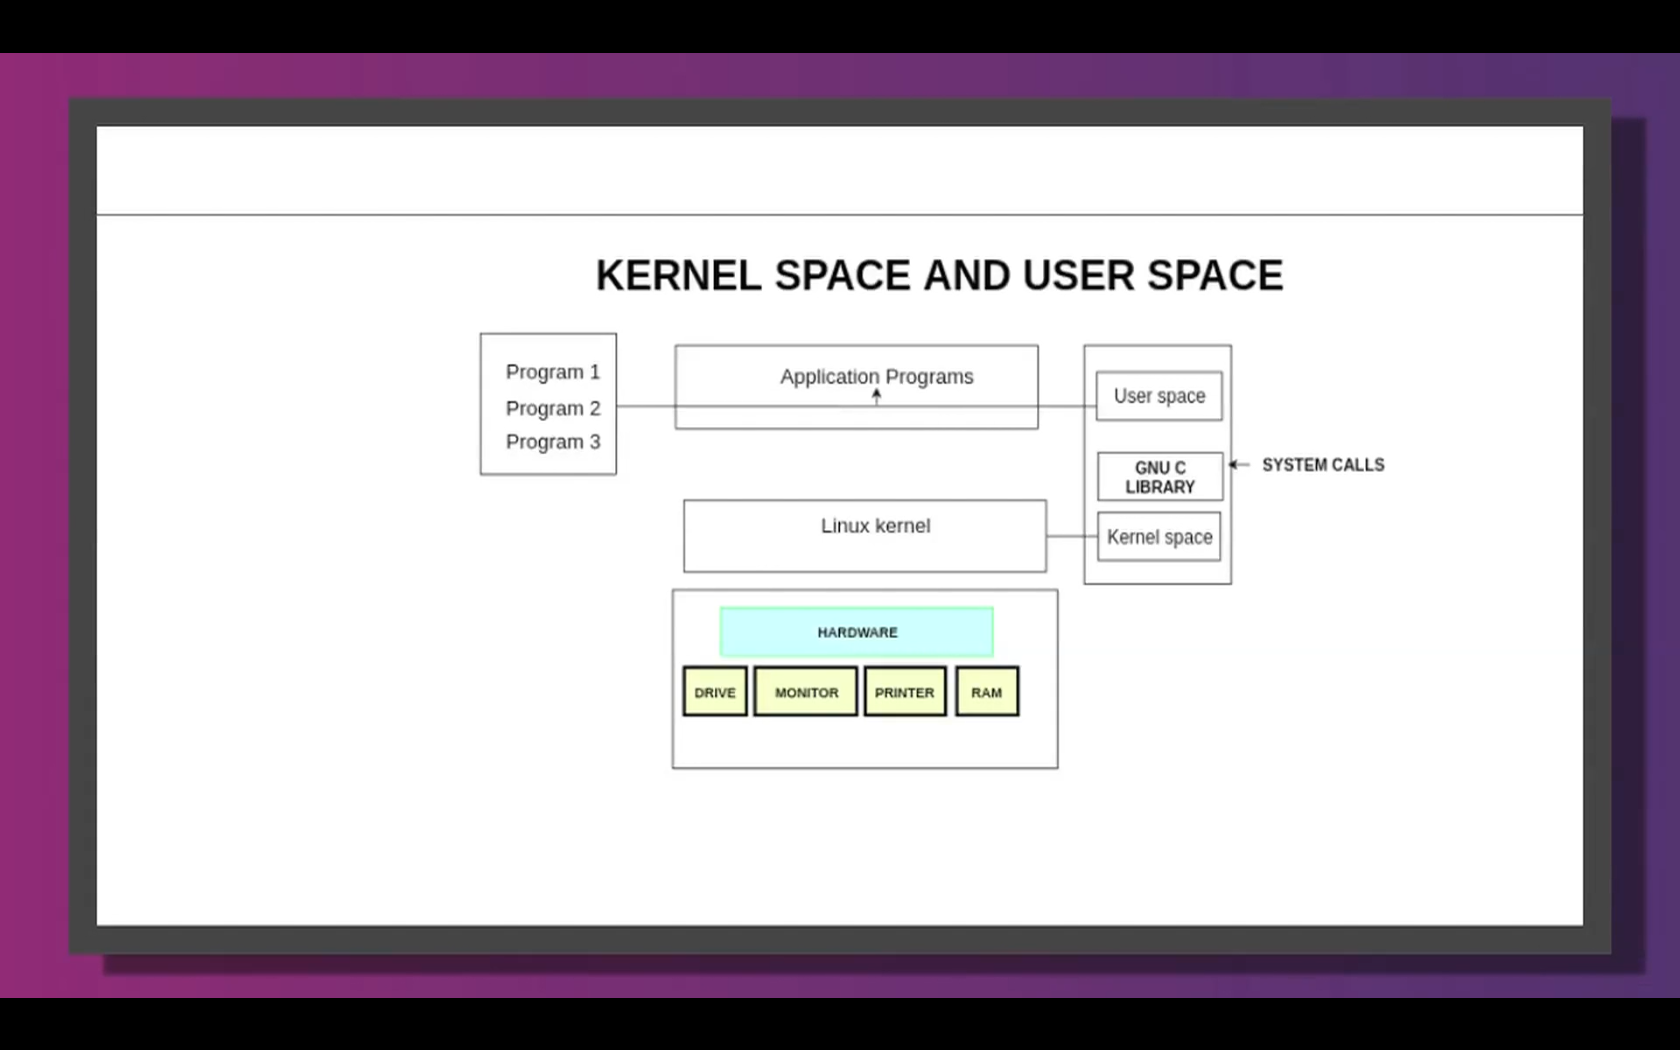 KERNEL SPACE AND USER SPACE
Program 1
Program 2
Program 3
Application Programs
User space
GNU C
LIBRARY
SYSTEM CALLS
Linux kernel
Kernel space
HARDWARE
DRIVE
MONITOR
PRINTER
RAM